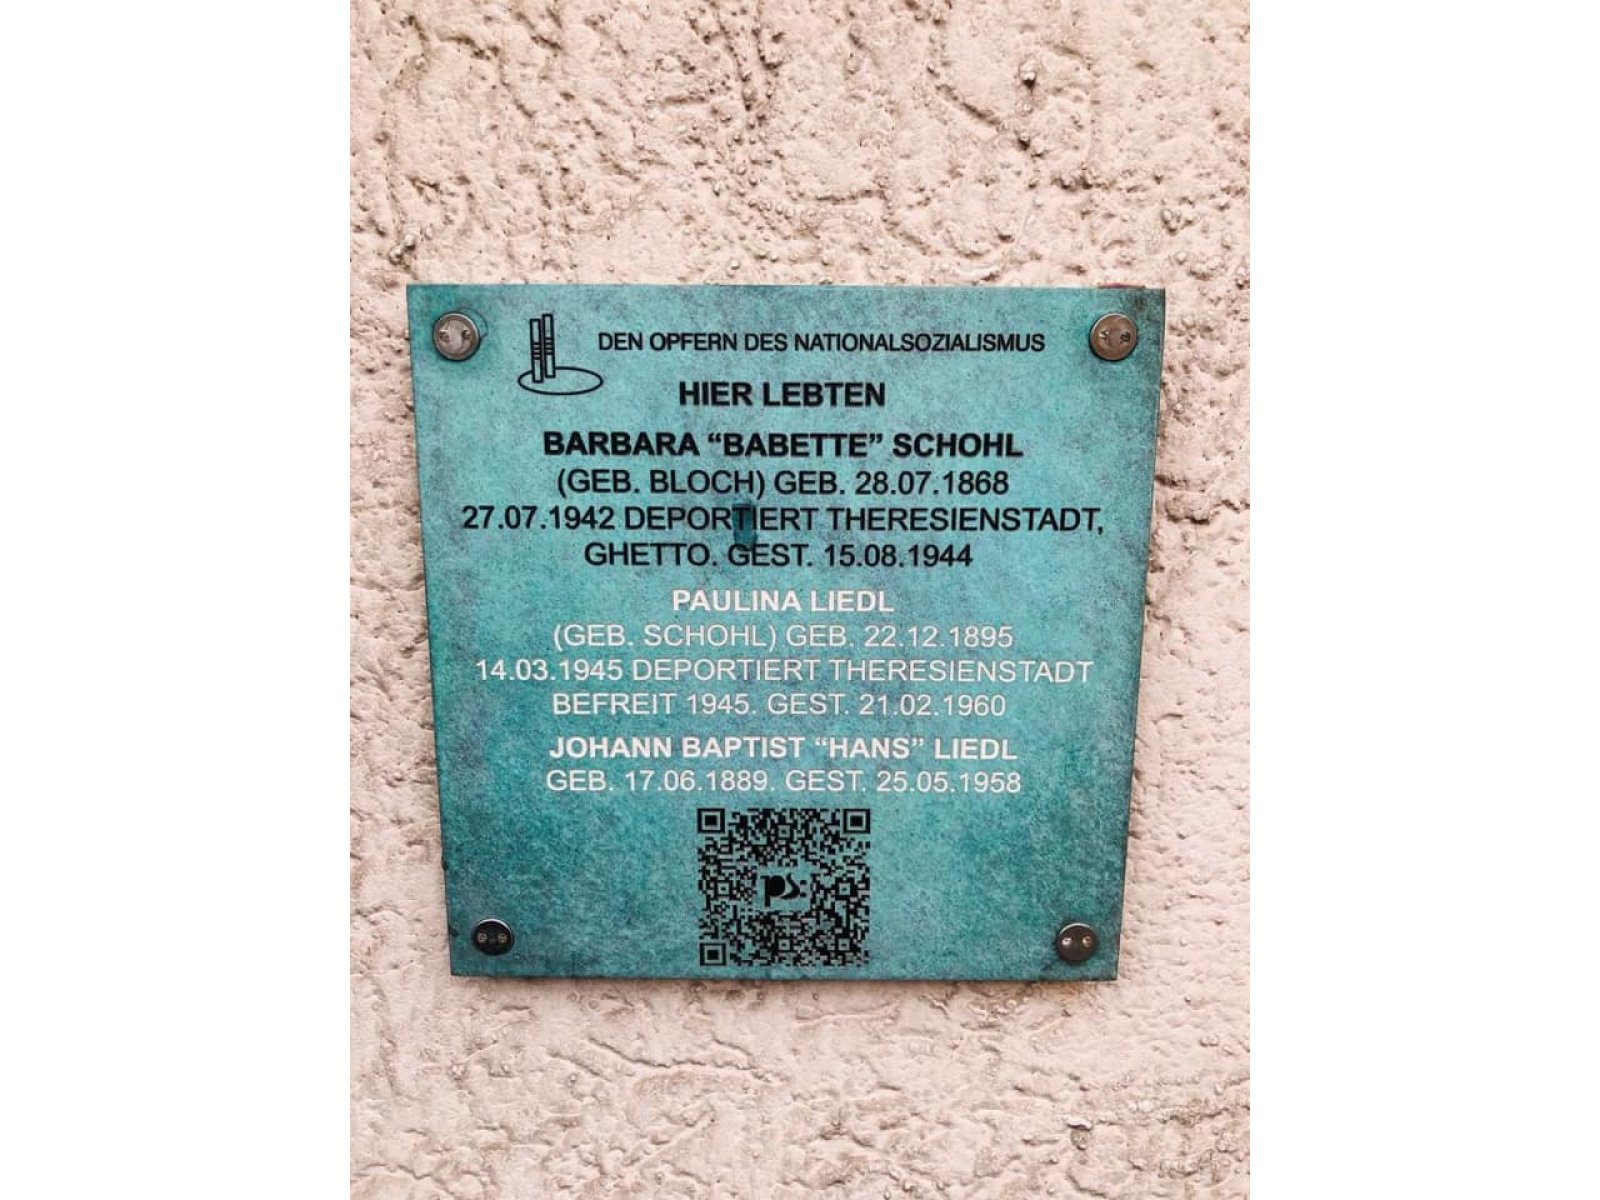 DEN OPFERN DES NATIONALSOZIALISMUS
HIER LEBTEN
BARBARA “BABETTE” SCHOHL
(GEB. BLOCH) GEB. 28.07.1868
27.07.1942 DEPORTIERT THERESIENSTADT,
GHETTO. GEST. 15.08.1944
PAULINA LIEDL
(GEB. SCHOHL) GEB. 22.12.1895
14.03.1945 DEPORTIERT THERESIENSTADT
BEFREIT 1945. GEST. 21.02.1960
JOHANN BAPTIST “HANS” LIEDL
GEB. 17.06.1889. GEST. 25.05.1958
ps: